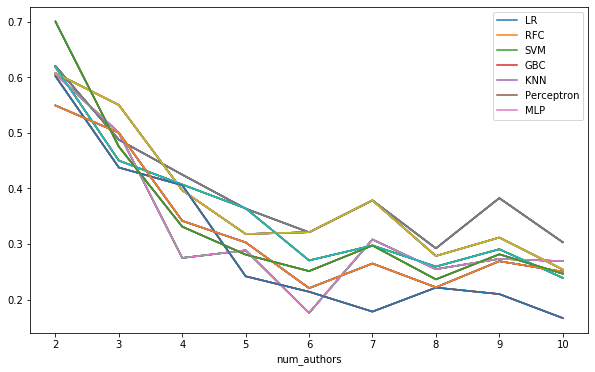 0.7
0.6
0.5
0.4
0.3
0.2
LR
RFC
SVM
GBC
KNN
Perceptron
MLP
2 3 4 5 6 7 8 9 10
num_authors